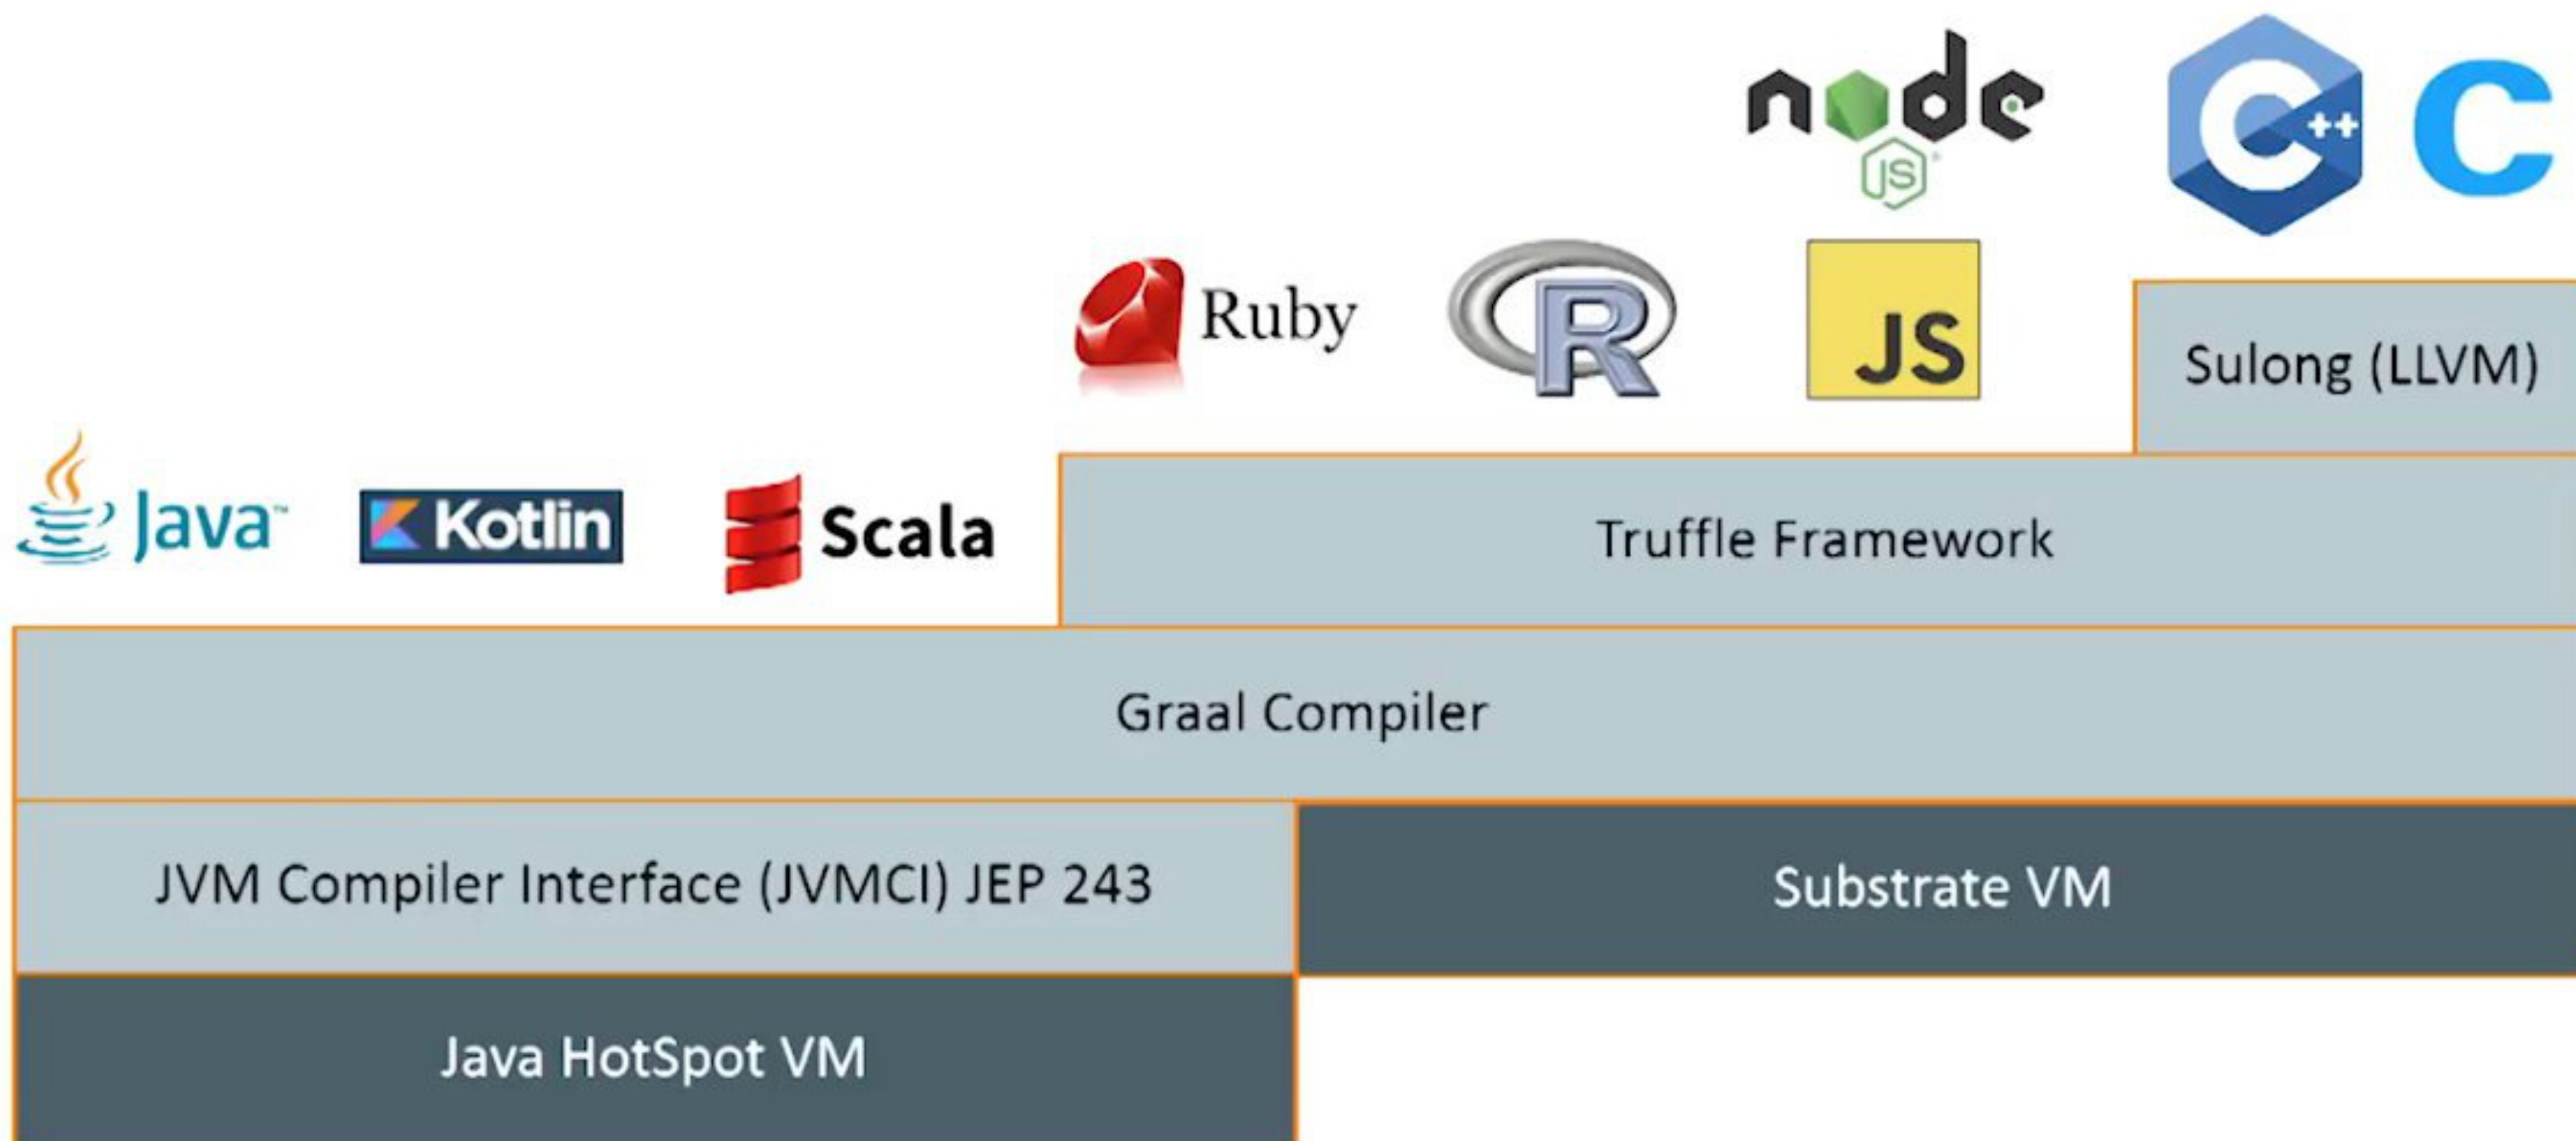 node
JS
C++
C
Ruby
R
JS
Sulong (LLVM)
Java™
Kotlin
Scala
Truffle Framework
Graal Compiler
JVM Compiler Interface (JVMCI) JEP 243
Substrate VM
Java HotSpot VM